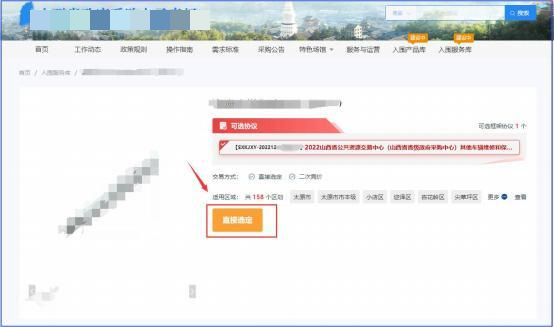 搜索
建设中 建设中
首页 工作动态 政策规则 操作指南 需求标准 采购公告 特色场馆 服务与运营 入围产品库 入围服务库
首页 / 入围服务库 /
可选协议 可选框架协议 1 个
2022山西省公共资源交易中心（山西省省级政府采购中心）其他车辆维修和保...
交易方式： 直接选定 二次竞价
适用区域： 共 158 个区划 太原市 太原市市本级 小店区 迎泽区 杏花岭区 尖草坪区 更多 查看
直接选定